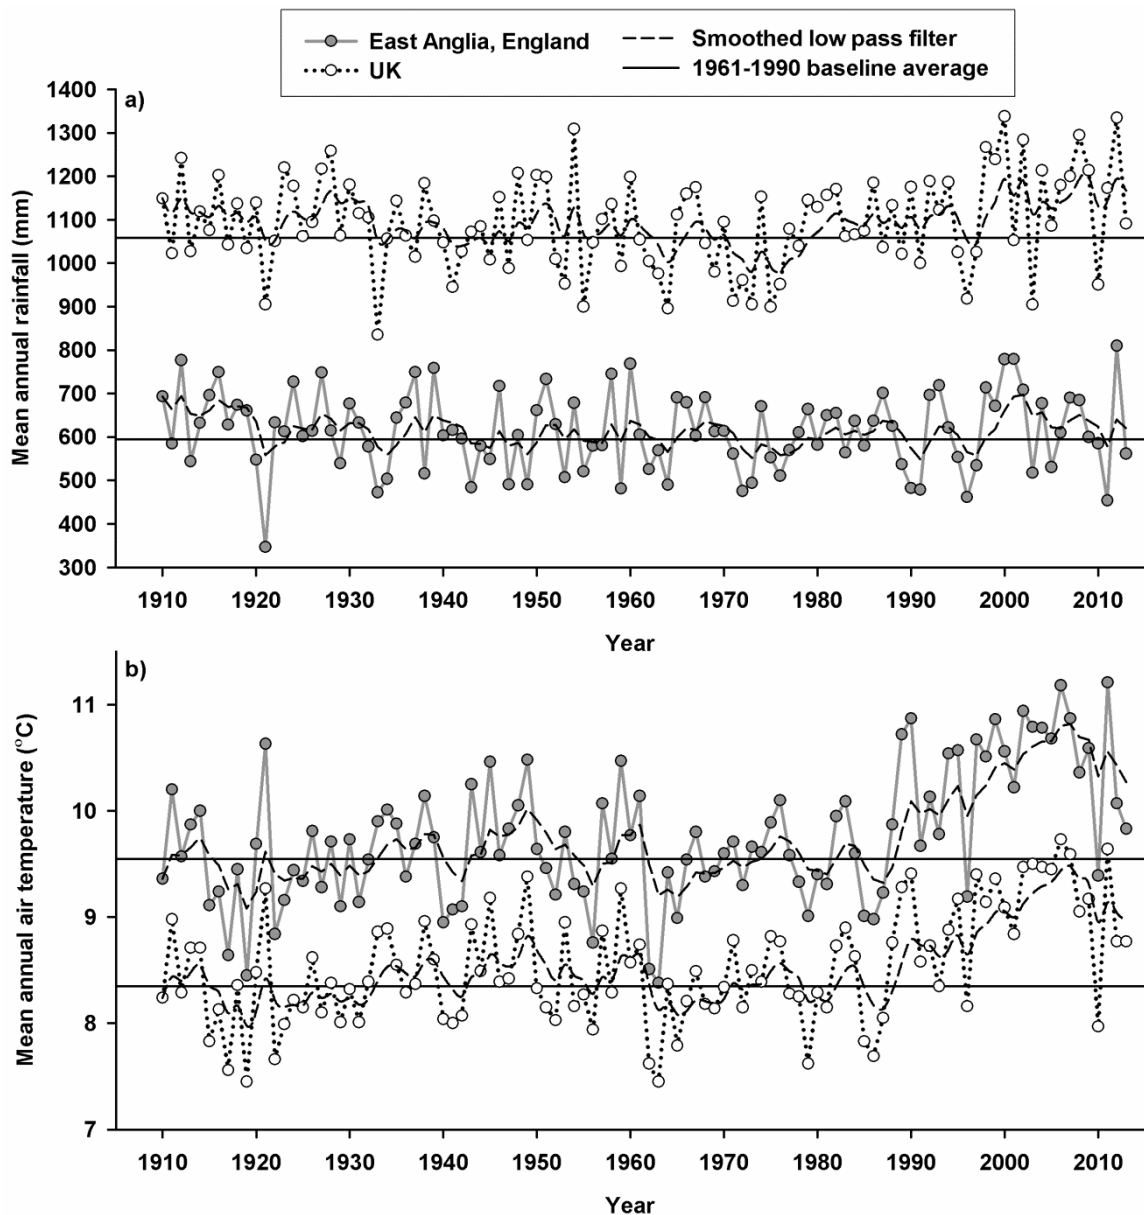 East Anglia, England
Smoothed low pass filter
UK
1961-1990 baseline average
a)
Mean annual rainfall (mm)
1400
1300
1200
1100
1000
900
800
700
600
500
400
300
1910 1920 1930 1940 1950 1960 1970 1980 1990 2000 2010
Year
b)
Mean annual air temperature (°C)
11
10
9
8
7
1910 1920 1930 1940 1950 1960 1970 1980 1990 2000 2010
Year